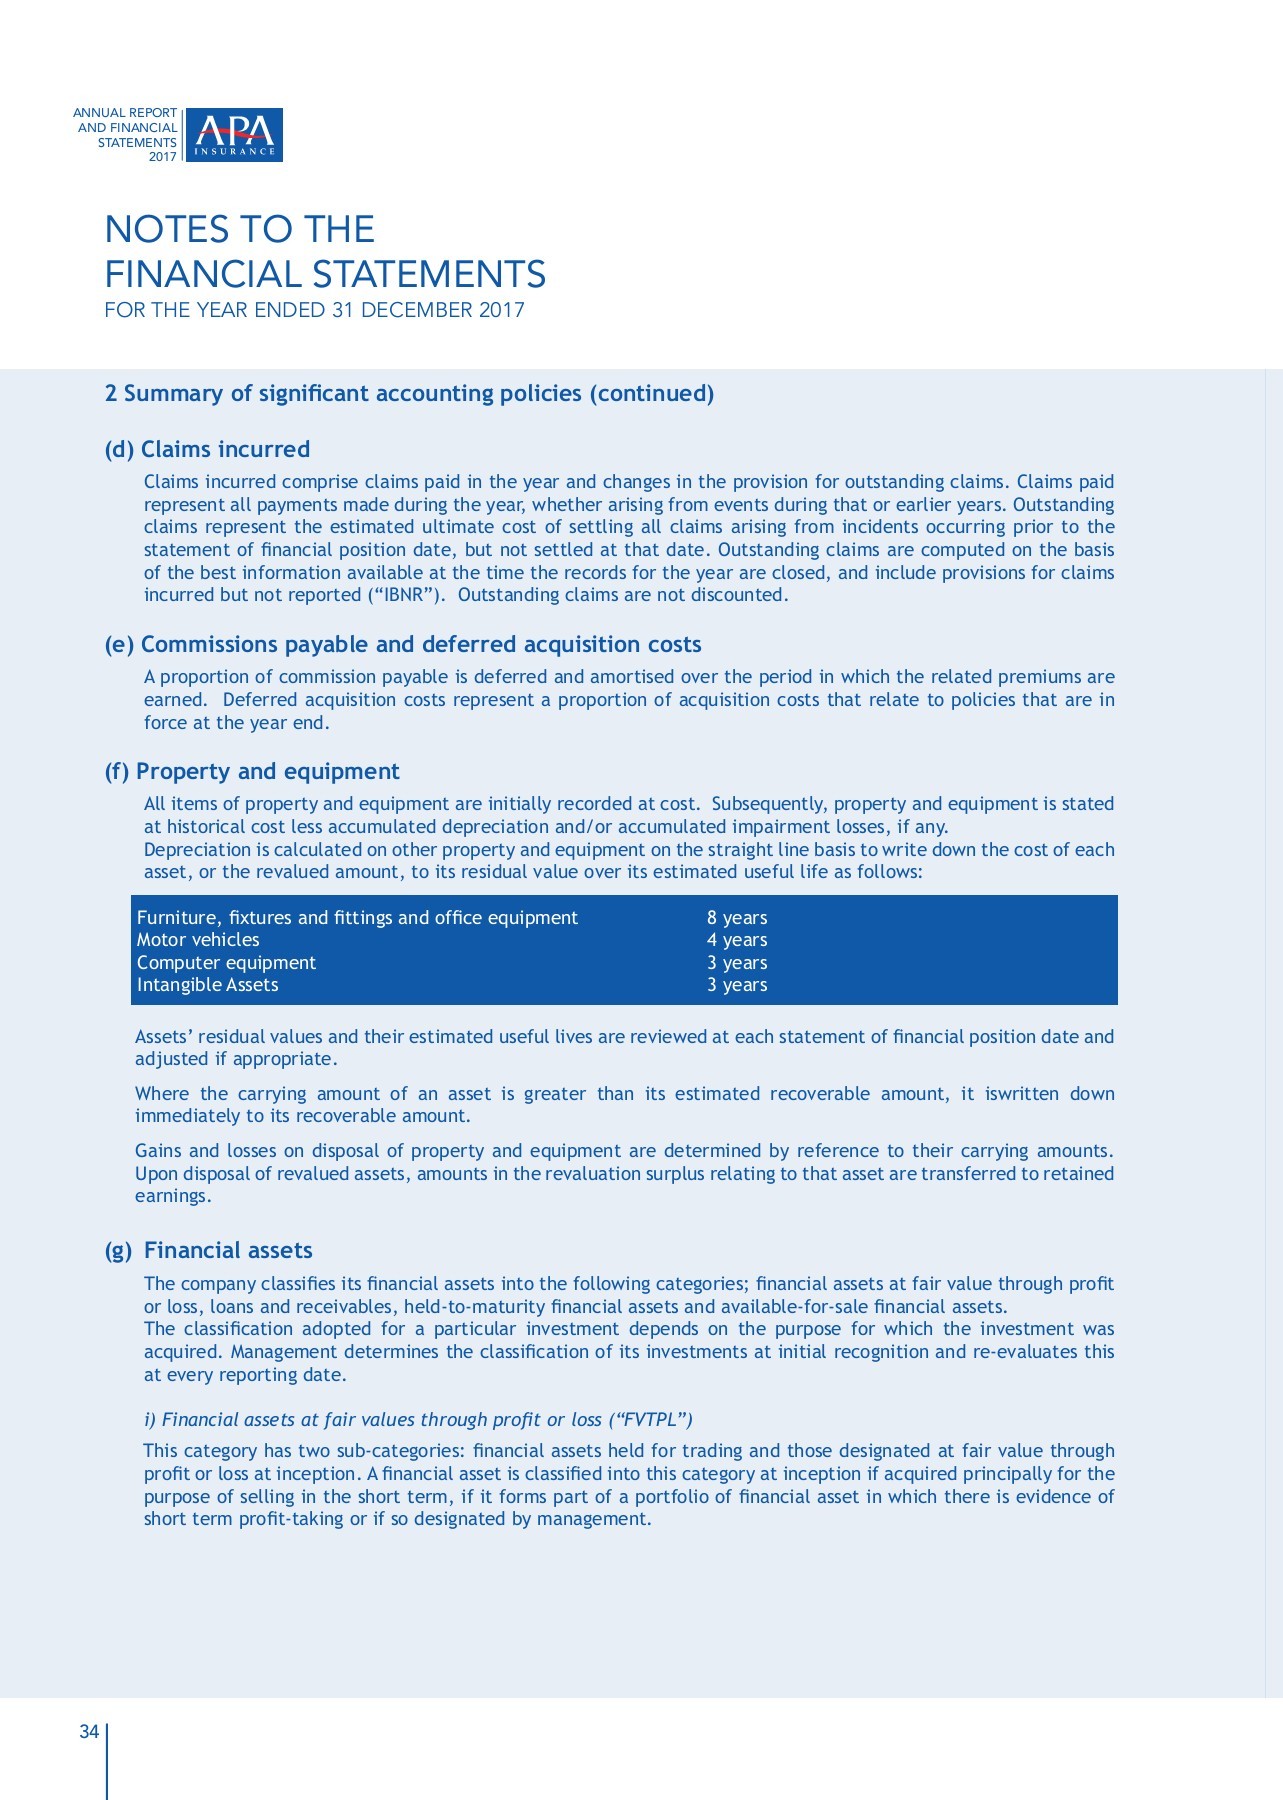 ANNUAL REPORT
AND FINANCIAL
STATEMENTS
2017
APA
INSURANCE
NOTES TO THE
FINANCIAL STATEMENTS
FOR THE YEAR ENDED 31 DECEMBER 2017
2 Summary of significant accounting policies (continued)
(d) Claims incurred
Claims incurred comprise claims paid in the year and changes in the provision for outstanding claims. Claims paid
represent all payments made during the year, whether arising from events during that or earlier years. Outstanding
claims represent the estimated ultimate cost of settling all claims arising from incidents occurring prior to the
statement of financial position date, but not settled at that date. Outstanding claims are computed on the basis
of the best information available at the time the records for the year are closed, and include provisions for claims
incurred but not reported (“IBNR”). Outstanding claims are not discounted.
(e) Commissions payable and deferred acquisition costs
A proportion of commission payable is deferred and amortised over the period in which the related premiums are
earned. Deferred acquisition costs represent a proportion of acquisition costs that relate to policies that are in
force at the year end.
(f) Property and equipment
All items of property and equipment are initially recorded at cost. Subsequently, property and equipment is stated
at historical cost less accumulated depreciation and/or accumulated impairment losses, if any.
Depreciation is calculated on other property and equipment on the straight line basis to write down the cost of each
asset, or the revalued amount, to its residual value over its estimated useful life as follows:
Furniture, fixtures and fittings and office equipment 8 years
Motor vehicles 4 years
Computer equipment 3 years
Intangible Assets 3 years
Assets’ residual values and their estimated useful lives are reviewed at each statement of financial position date and
adjusted if appropriate.
Where the carrying amount of an asset is greater than its estimated recoverable amount, it iswritten down
immediately to its recoverable amount.
Gains and losses on disposal of property and equipment are determined by reference to their carrying amounts.
Upon disposal of revalued assets, amounts in the revaluation surplus relating to that asset are transferred to retained
earnings.
(g) Financial assets
The company classifies its financial assets into the following categories; financial assets at fair value through profit
or loss, loans and receivables, held-to-maturity financial assets and available-for-sale financial assets.
The classification adopted for a particular investment depends on the purpose for which the investment was
acquired. Management determines the classification of its investments at initial recognition and re-evaluates this
at every reporting date.
i) Financial assets at fair values through profit or loss (“FVTPL”)
This category has two sub-categories: financial assets held for trading and those designated at fair value through
profit or loss at inception. A financial asset is classified into this category at inception if acquired principally for the
purpose of selling in the short term, if it forms part of a portfolio of financial asset in which there is evidence of
short term profit-taking or if so designated by management.
34